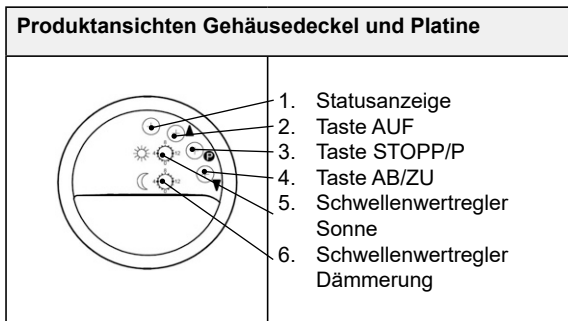 Produktansichten Gehäusedeckel und Platine
1. Statusanzeige
2. Taste AUF
3. Taste STOPP/P
4. Taste AB/ZU
5. Schwellenwertregler
Sonne
6. Schwellenwertregler
Dämmerung
P